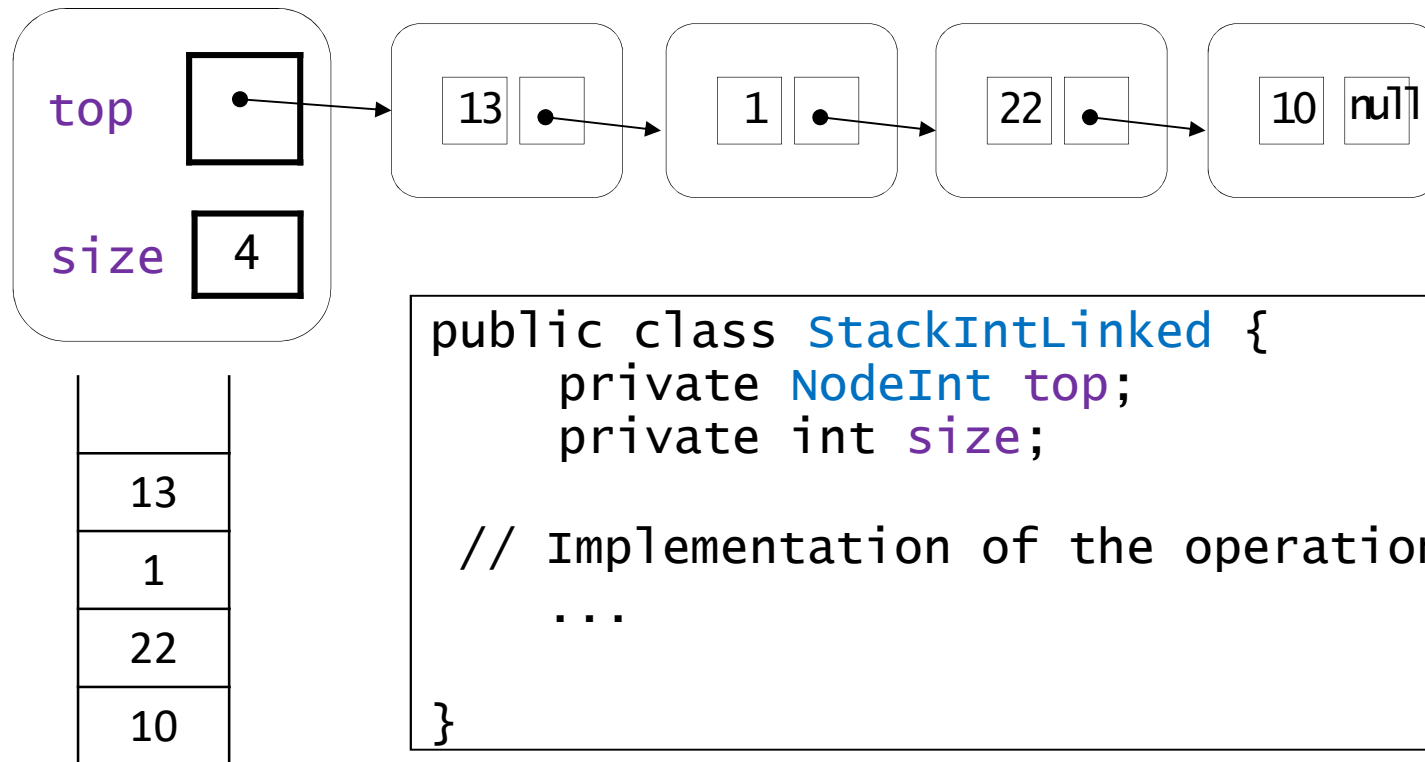 top
13
1
22
10 null
size 4
public class StackIntLinked {
private NodeInt top;
private int size;
// Implementation of the
...
}
13
1
22
10